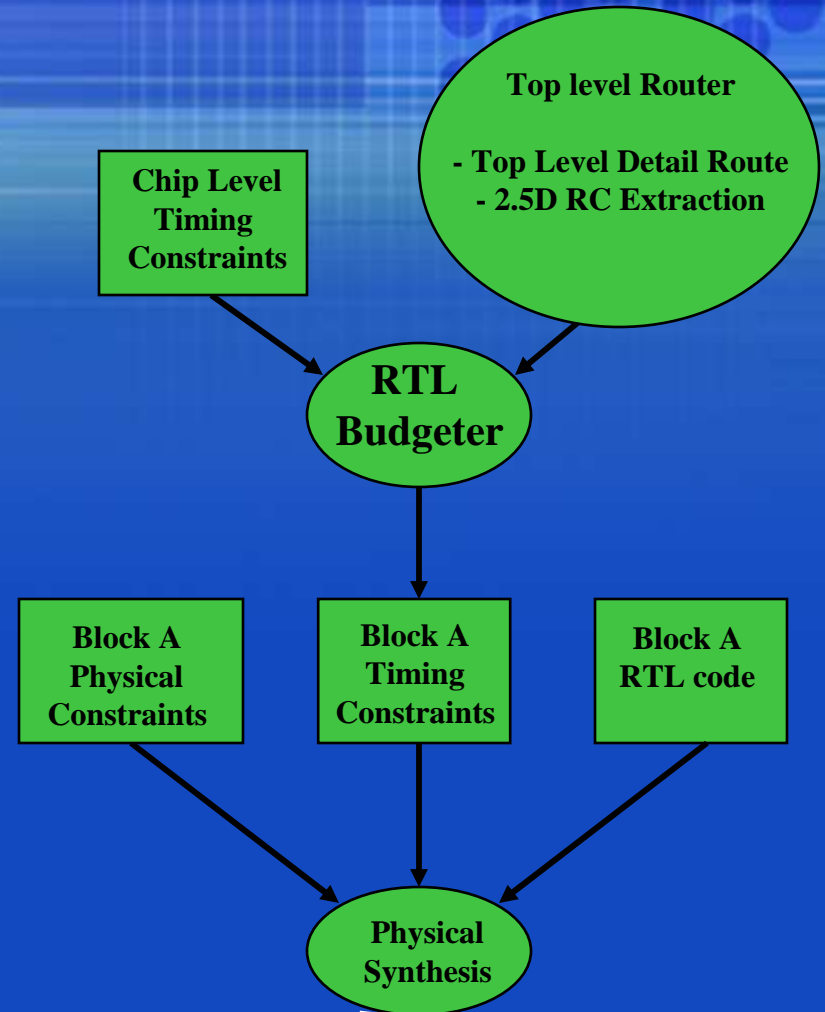 Top level Router
- Top Level Detail Route
- 2.5D RC Extraction
Chip Level
Timing
Constraints
RTL
Budgeter
Block A
Physical
Constraints
Block A
Timing
Constraints
Block A
RTL code
Physical
Synthesis